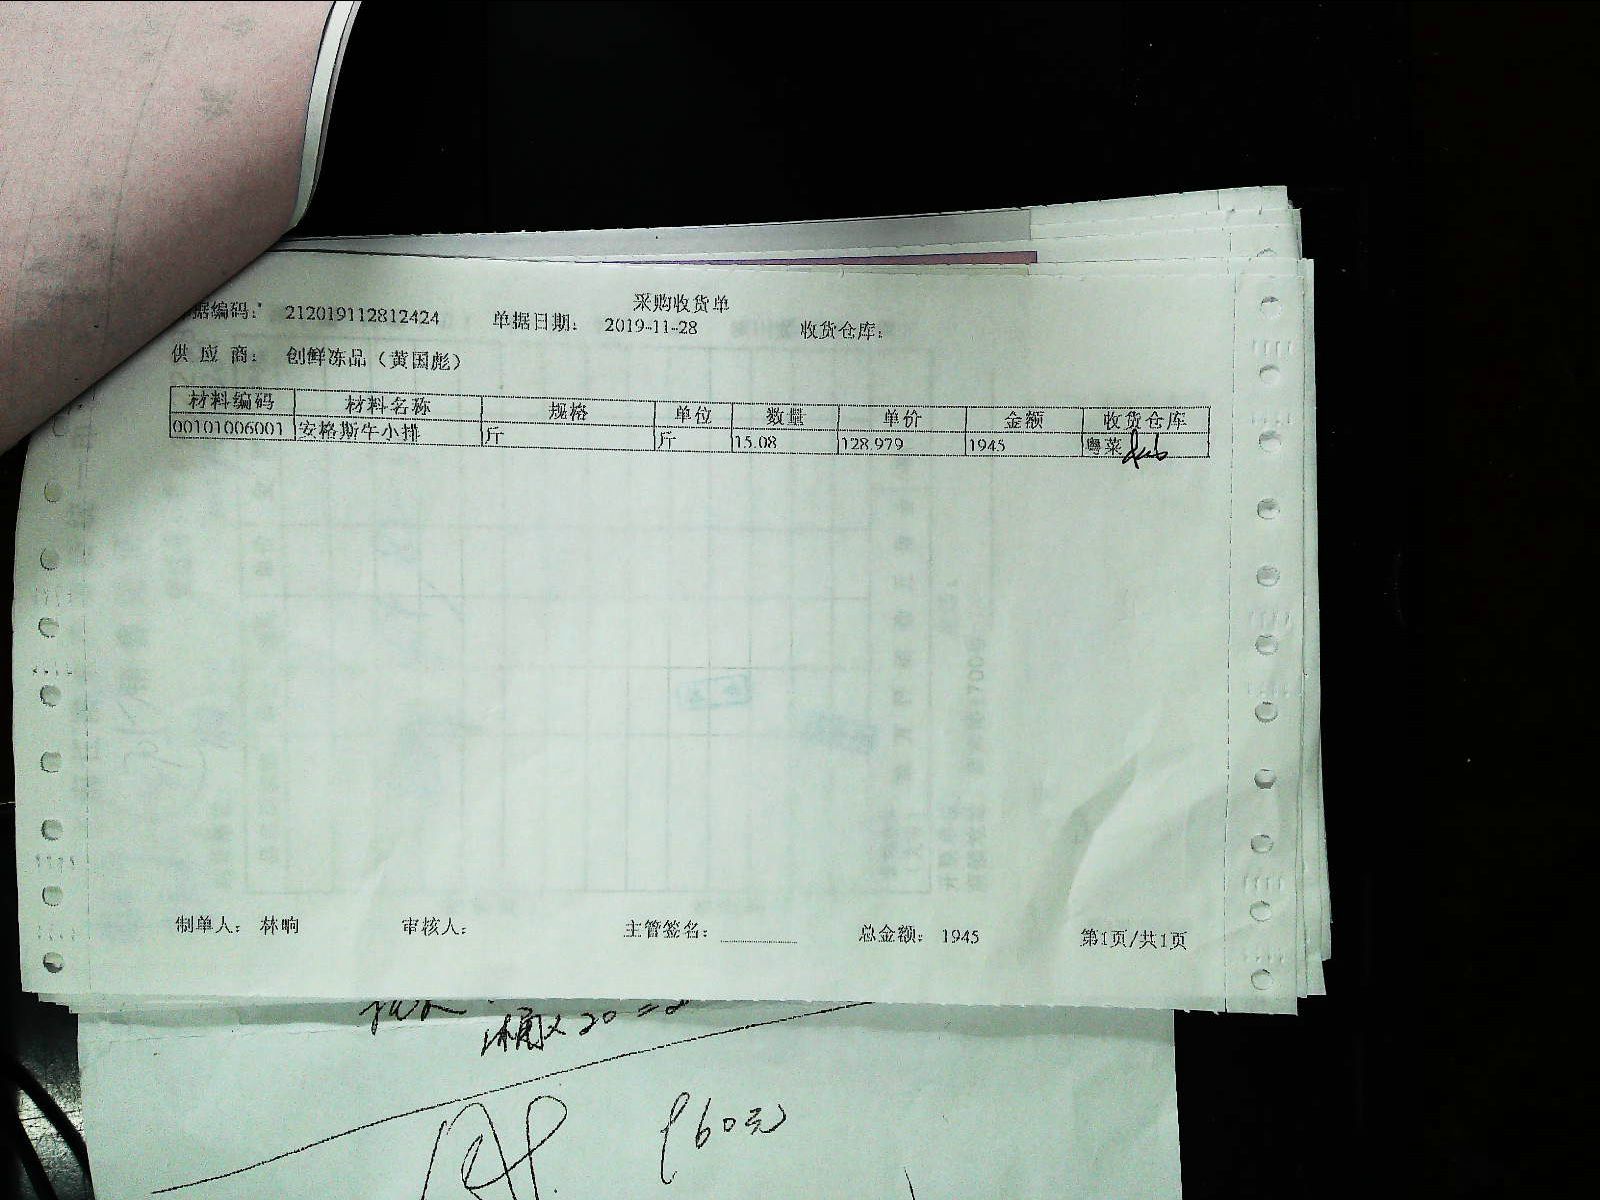 采购收货单
据编码： 212019112812424 单据日期： 2019-11-28 收货仓库：
供 应 商： 创鲜冻品（黄国彪）
材料编码 材料名称 规格 单位 数量 单价 金额 收货仓库
00101006001 安格斯牛小排 斤 斤 15.08 128.979 1945 粤菜
制单人： 林响 审核人： 主管签名： 总金额： 1945 第1页/共1页